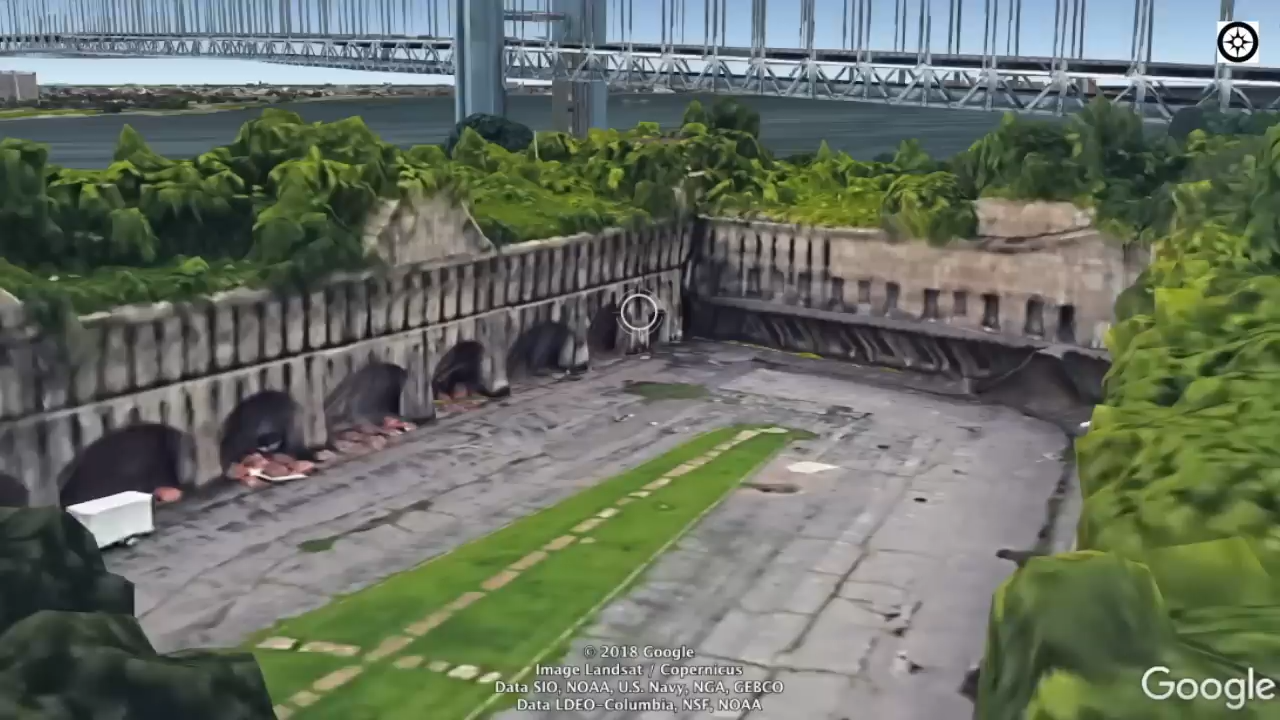 © 2018 Google
Image Landsat / Copernicus
Data SIO, NOAA, U.S. Navy, NGA, GEBCO
Data LDEO-Columbia, NSF, NOAA
Google